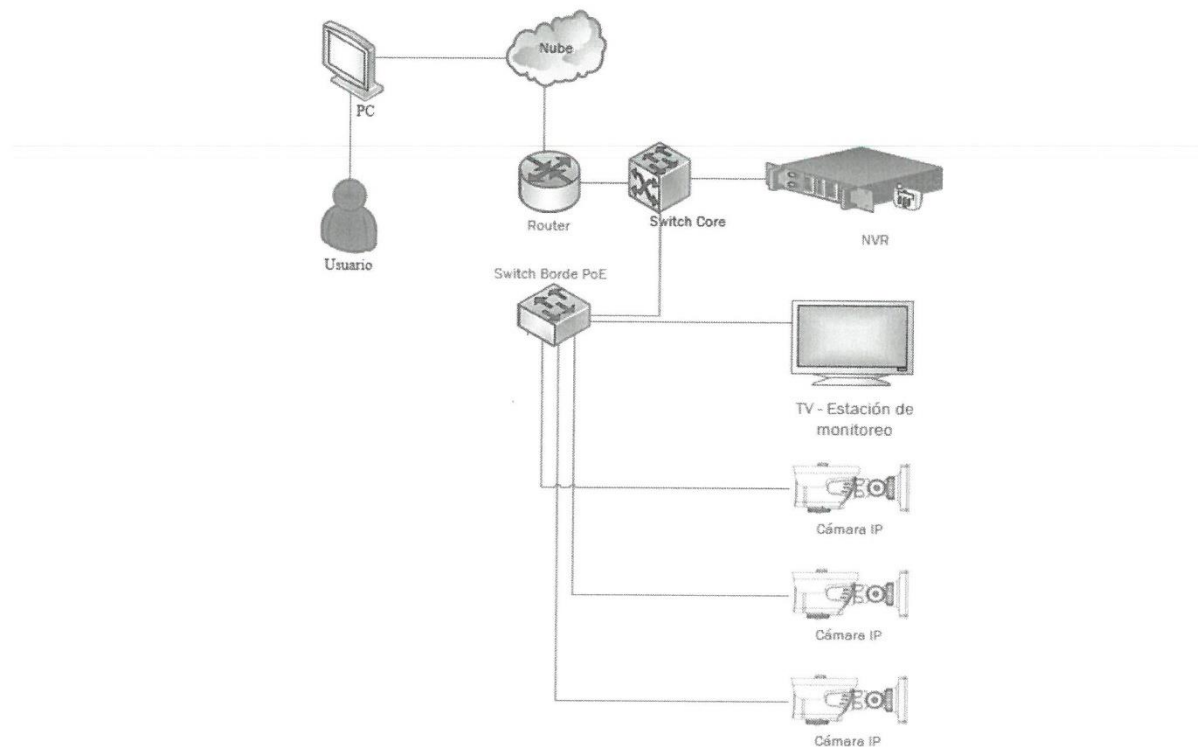 Nube
PC
Router
Switch Core
NVR
Usuario
Switch Borde PoE
TV - Estación de
monitoreo
Cámara IP
Cámara IP
Cámara IP